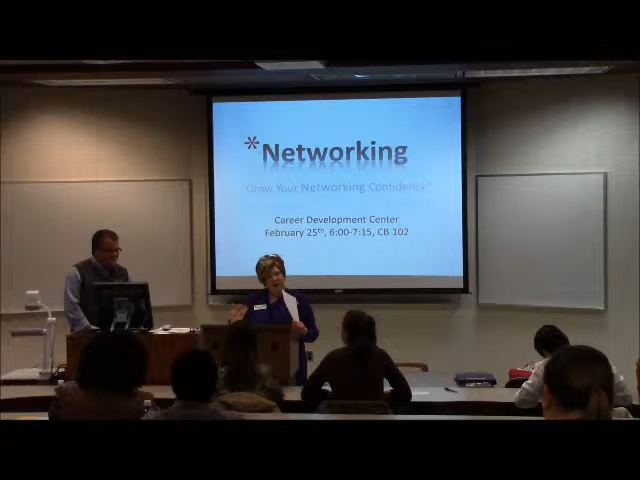 *Networking
"Grow Your Networking Confidence"
Career Development Center
February 25th, 6:00-7:15, CB 102